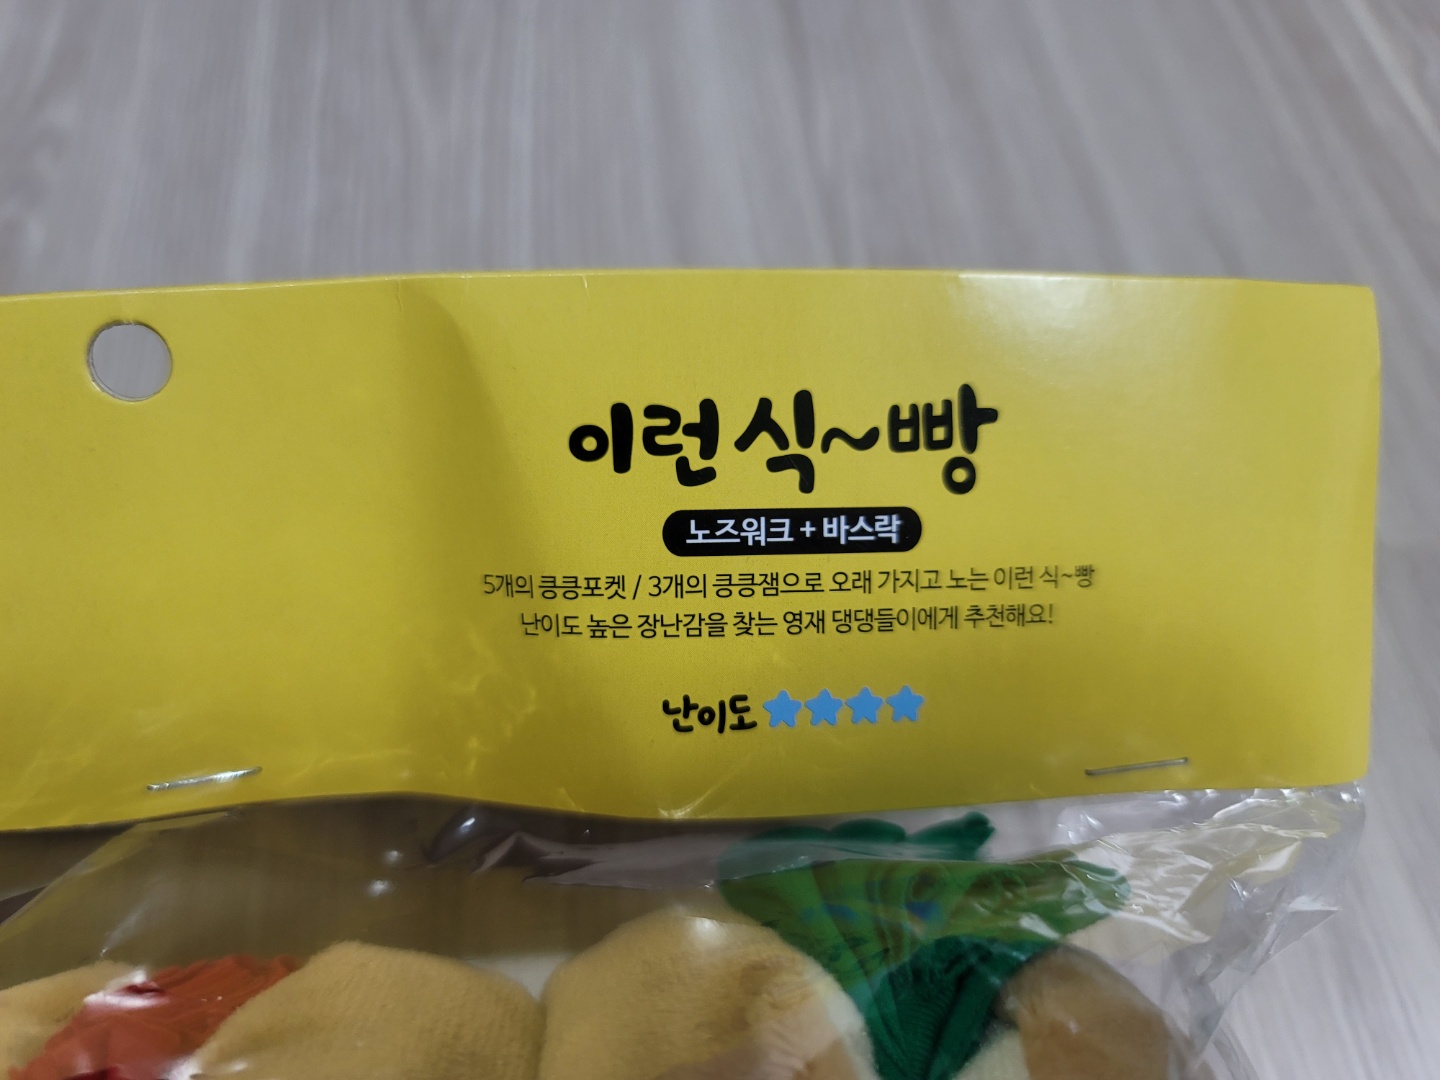 이런 식~빵
노즈워크 + 바스락
5개의 킁킁포켓 / 3개의 킁킁잼으로 오래 가지고 노는 이런 식~빵
난이도 높은 장난감을 찾는 영재 댕댕들이에게 추천해요!
난이도 ★★★★